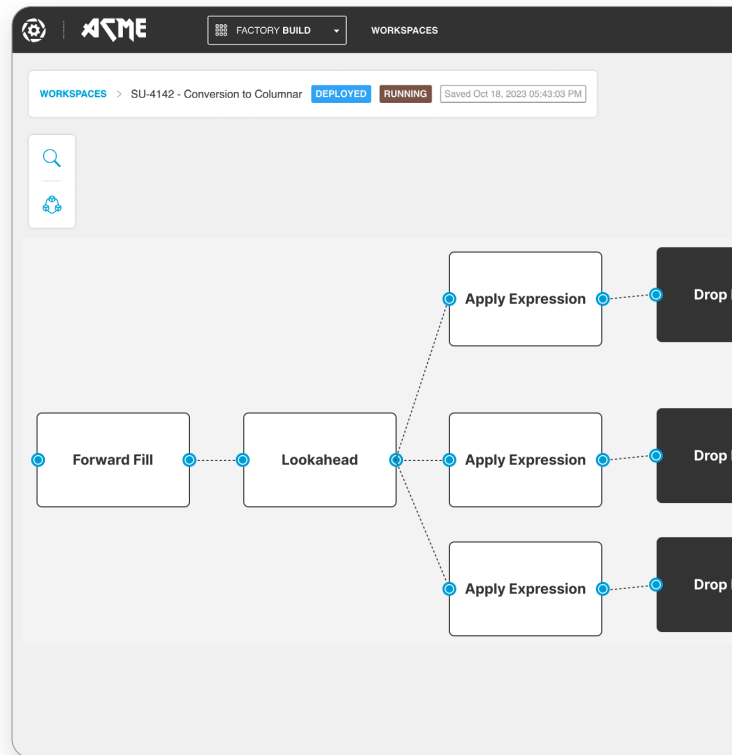 ACME
FACTORY BUILD
WORKSPACES
WORKSPACES > SU-4142 - Conversion to Columnar DEPLOYED RUNNING Saved Oct 18, 2023 05:43:03 PM
Apply Expression
Drop
Forward Fill
Lookahead
Apply Expression
Drop
Apply Expression
Drop